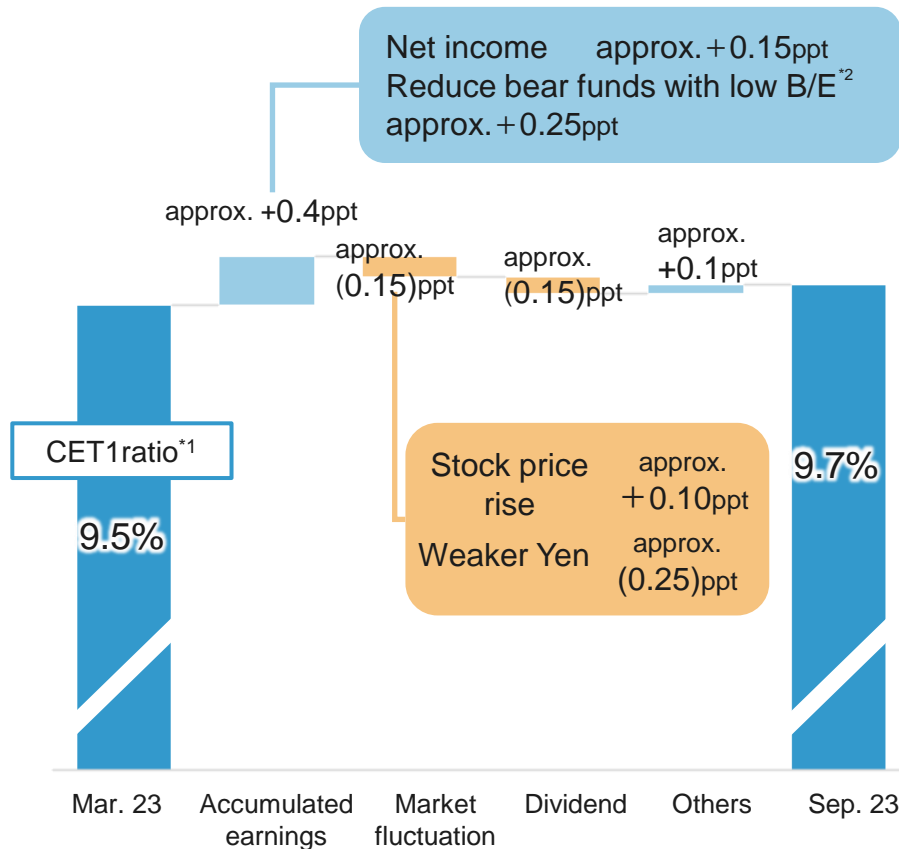 Net income approx.+0.15ppt
Reduce bear funds with low B/E*2
approx.+0.25ppt
approx. +0.4ppt
approx.
(0.15)ppt
approx.
(0.15)ppt
approx.
+0.1ppt
CET1ratio*1
9.5%
9.7%
Stock price
rise
approx.
+0.10ppt
Weaker Yen
approx.
(0.25)ppt
Mar. 23
Accumulated
earnings
Market
fluctuation
Dividend
Others
Sep. 23